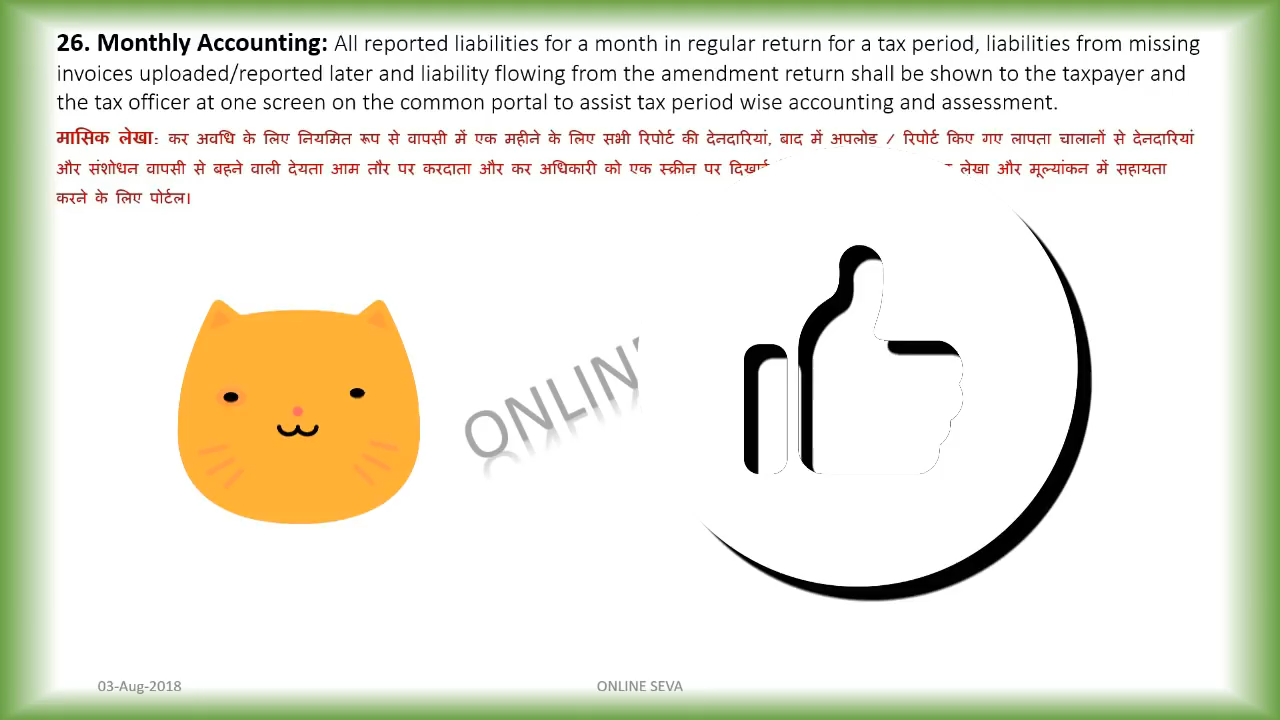 26. Monthly Accounting: All reported liabilities for a month in regular return for a tax period, liabilities from missing
invoices uploaded/reported later and liability flowing from the amendment return shall be shown to the taxpayer and
the tax officer at one screen on the common portal to assist tax period wise accounting and assessment.
मासिक लेखा: कर अवधि के लिए नियमित रूप से वापसी में एक महीने के लिए सभी रिपोर्ट की देनदारियां, बाद में अपलोड / रिपोर्ट किए गए लापता चालानों से देनदारियां
और संशोधन वापसी से बहने वाली देयता आम तौर पर करदाता और कर अधिकारी को एक स्क्रीन पर लेखा और मूल्यांकन में सहायता
करने के लिए पोर्टल।
ONLINE
03-Aug-2018 ONLINE SEVA